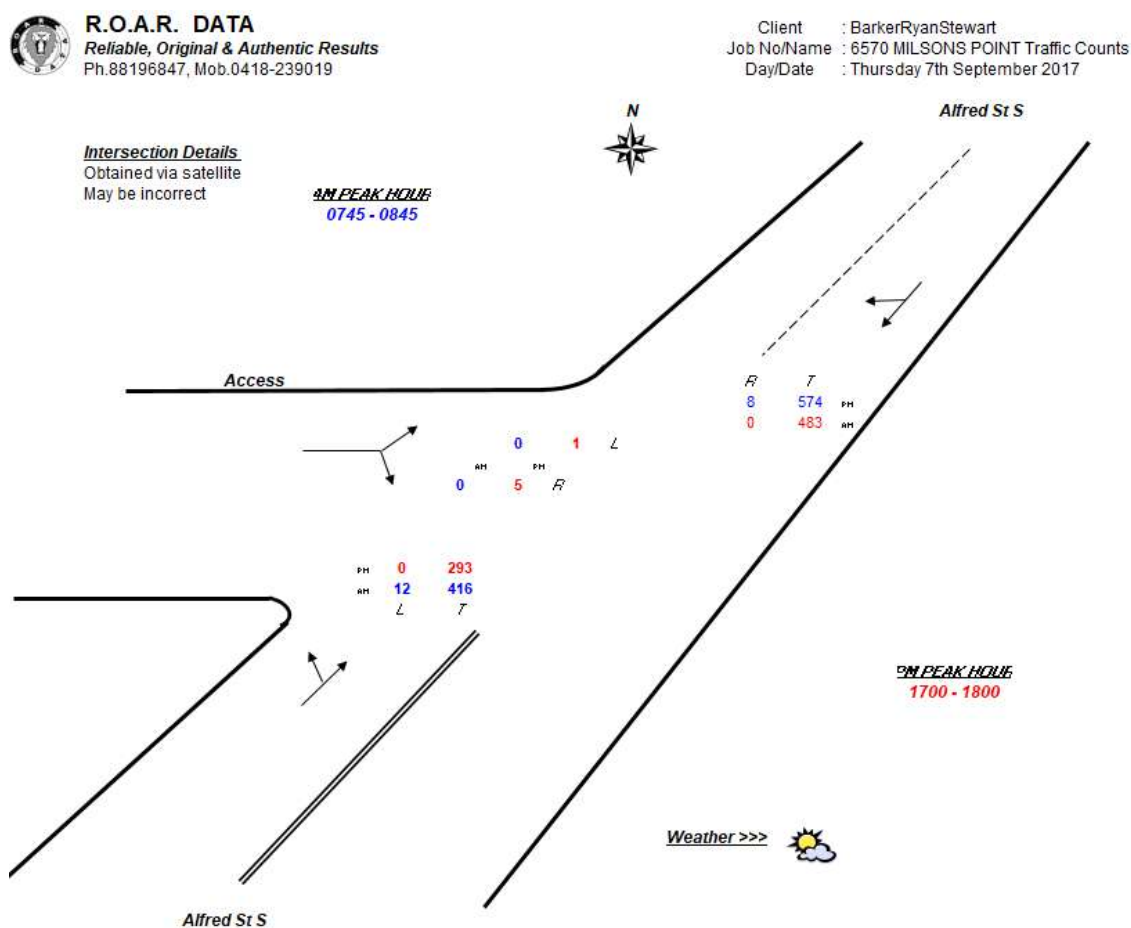 R.O.A.R. DATA
Reliable, Original & Authentic Results
Ph.88196847, Mob.0418-239019
Client : BarkerRyanStewart
Job No/Name : 6570 MILSONS POINT Traffic Counts
Day/Date : Thursday 7th September 2017
Alfred St S
N
Intersection Details
Obtained via satellite
May be incorrect
AM PEAK HOUR
0745 - 0845
Access
R T
8 574 PM
0 483 AM
0 1 L
AM PM
0 5 R
PM 0 293
AM 12 416
L T
PM PEAK HOUR
1700 - 1800
Weather >>>
Alfred St S